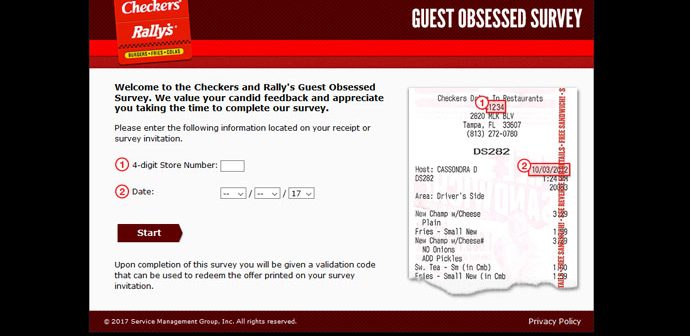 Checkers
Rally's
BURGERS • FRIES • COLAS
GUEST OBSESSED SURVEY
Welcome to the Checkers and Rally's Guest Obsessed
Survey. We value your candid feedback and appreciate
you taking the time to complete our survey.
Please enter the following information located on your receipt or
survey invitation.
1 4-digit Store Number:
2 Date: -- / -- / 17
Start
Upon completion of this survey you will be given a validation code
that can be used to redeem the offer printed on your survey
invitation.
Checkers In Restaurants
1 1234
2820 MLK BLV
Tampa, FL 33607
(813) 272-0780
DS282
2 10/03/2012
Host: CASSONDRA D
DS282
Area: Driver's Side
New Champ w/Cheese
Plain
Fries - Small New
New Champ w/Cheese#
NO Onions
ADD Pickles
Sw. Tea - Sm (in Cmb)
Fries - Small New (in Cmb
FREE SANDWICH!
© 2017 Service Management Group, Inc. All rights reserved.
Privacy Policy